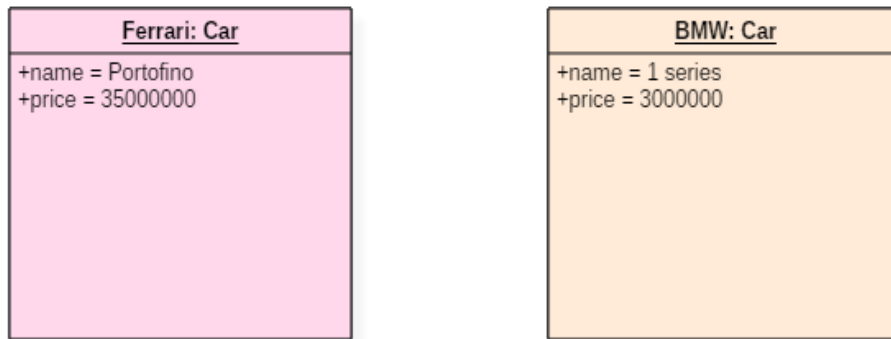 Ferrari: Car
+name = Portofino
+price = 35000000
BMW: Car
+name = 1 series
+price = 3000000